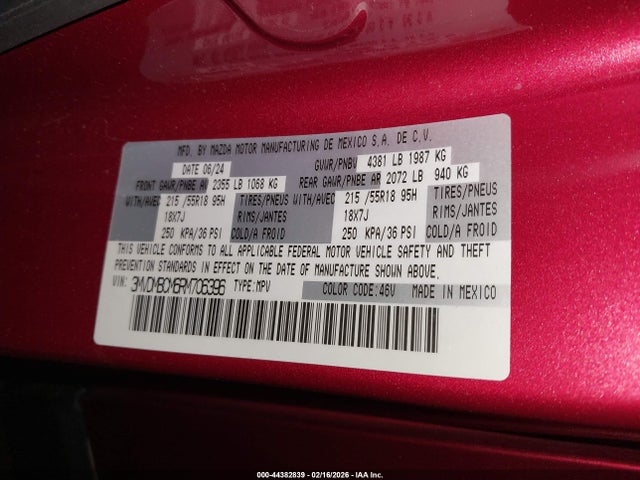 MFD. BY MAZDA MOTOR MANUFACTURING DE MEXICO S.A. DE C.V.
DATE 06/24 GVWR/PNBV 4381 LB 1987 KG
FRONT GAWR/PNBE AV 2355 LB 1068 KG REAR GAWR/PNBE AR 2072 LB 940 KG
WITH/AVEC 215 /55R18 95H TIRES/PNEUS WITH/AVEC 215 /55R18 95H TIRES/PNEUS
18X7J RIMS/JANTES 18X7J RIMS/JANTES
250 KPA/36 PSI COLD/A FROID 250 KPA/36 PSI COLD/A FROID
THIS VEHICLE CONFORMS TO ALL APPLICABLE FEDERAL MOTOR VEHICLE SAFETY AND THEFT
PREVENTION STANDARDS IN EFFECT ON THE DATE OF MANUFACTURE SHOWN ABOVE.
VIN: 3MVDMBCM6RM706396 TYPE:MPV COLOR CODE:46V MADE IN MEXICO
000-44382839 - 02/16/2026 - IAA Inc.